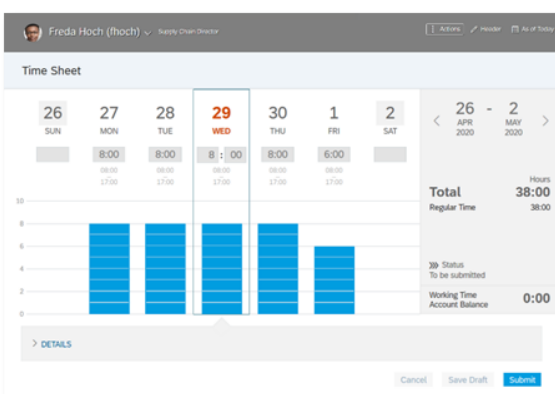 Freda Hoch (fhoch) Supply Chain Director
Actions Header As of Today
Time Sheet
26 27 28 29 30 1 2
SUN MON TUE WED THU FRI SAT
8:00 8:00 8 : 00 8:00 6:00
08:00 08:00 08:00 08:00 08:00
17:00 17:00 17:00 17:00 17:00
26 - 2
APR MAY
2020 2020
Hours
Total 38:00
Regular Time 38:00
Status
To be submitted
Working Time
Account Balance 0:00
10
8
6
4
2
0
> DETAILS
Cancel Save Draft Submit